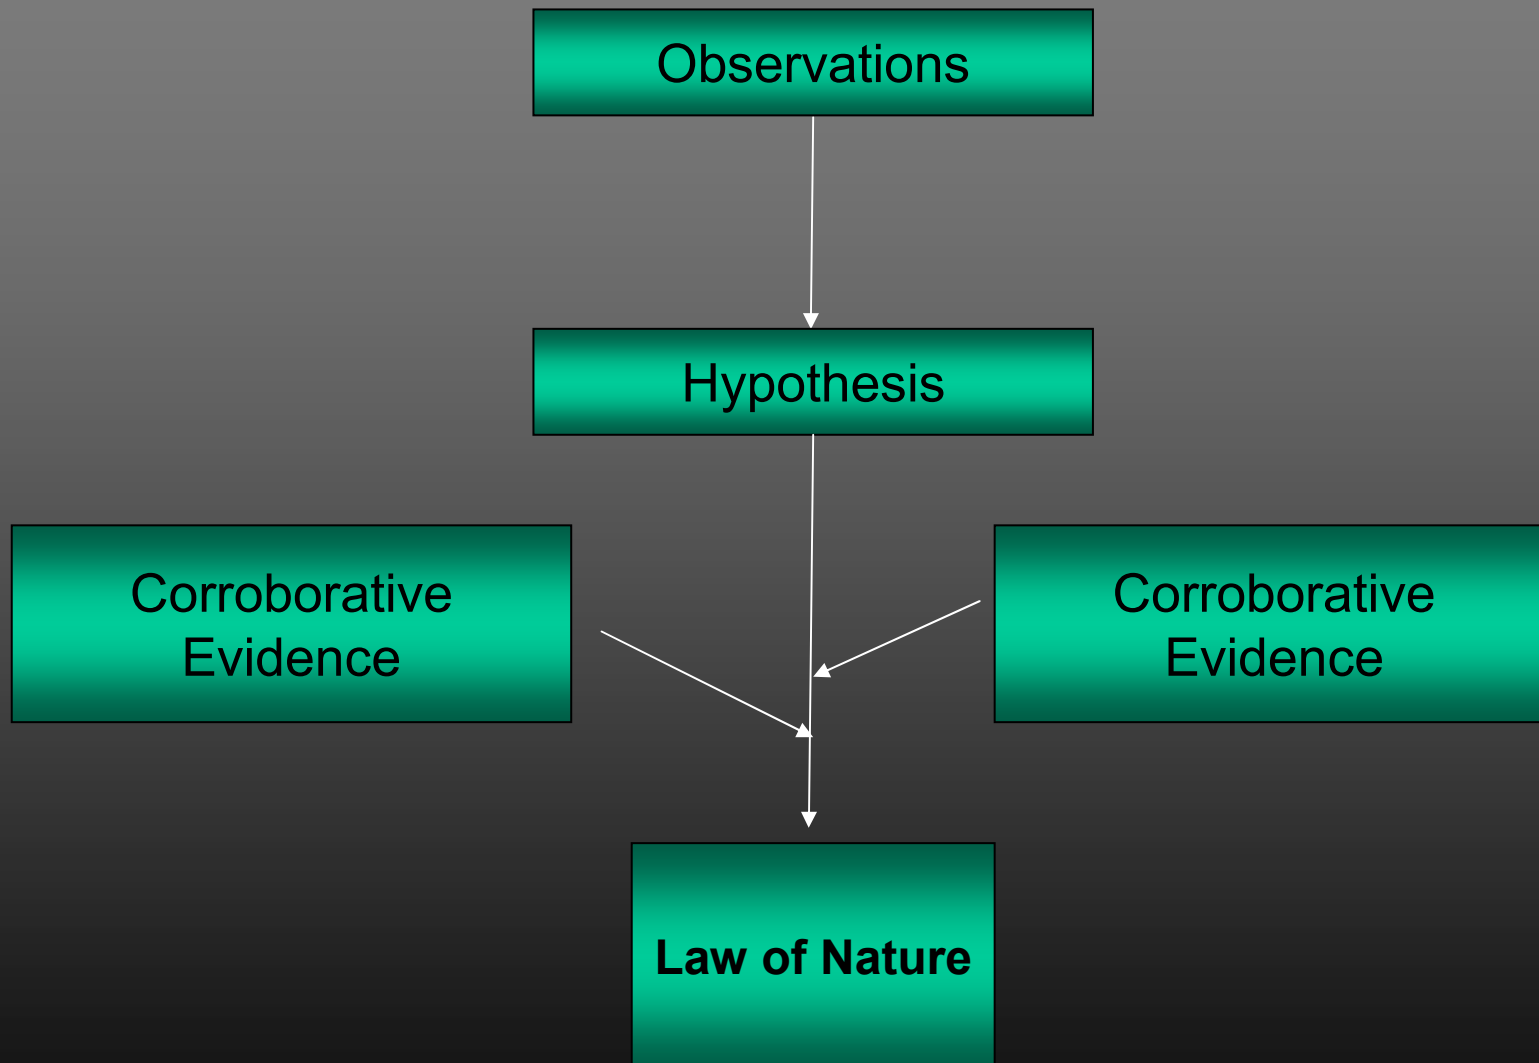 Observations
Hypothesis
Corroborative
Evidence
Corroborative
Evidence
Law of Nature